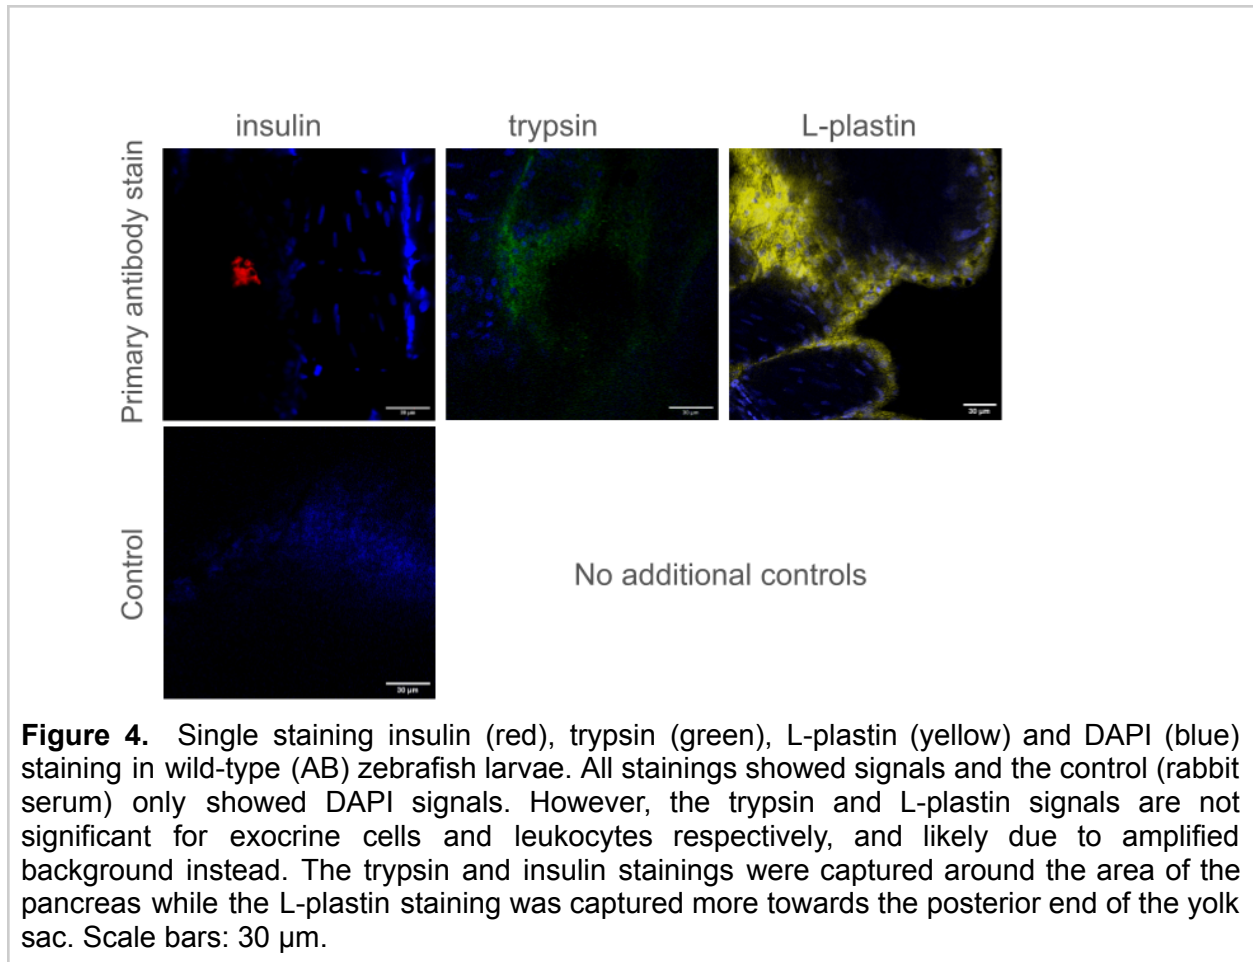 insulin
trypsin
L-plastin
Primary antibody stain
30 µm
30 µm
30 µm
Control
No additional controls
30 µm
Figure 4. Single staining insulin (red), trypsin (green), L-plastin (yellow) and DAPI (blue)
staining in wild-type (AB) zebrafish larvae. All stainings showed signals and the control (rabbit
serum) only showed DAPI signals. However, the trypsin and L-plastin signals are not
significant for exocrine cells and leukocytes respectively, and likely due to amplified
background instead. The trypsin and insulin stainings were captured around the area of the
pancreas while the L-plastin staining was captured more towards the posterior end of the yolk
sac. Scale bars: 30 µm.